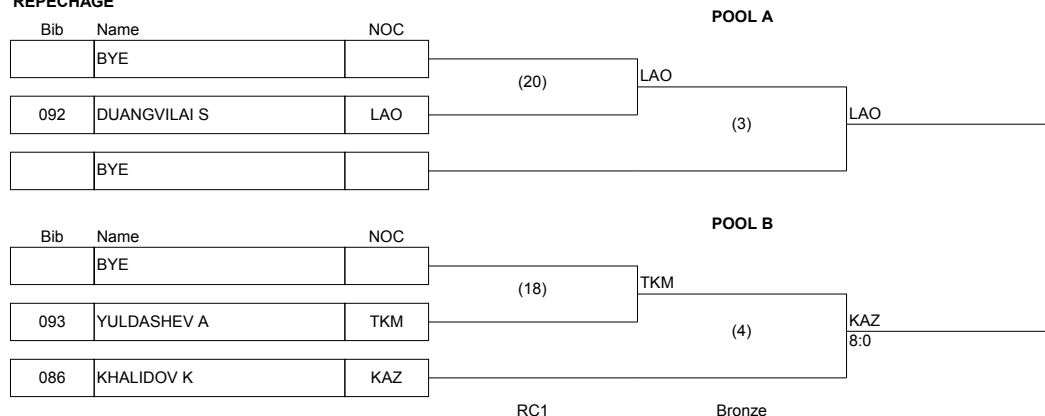 REPECHAGE
POOL A
Bib Name NOC
BYE
(20)
LAO
092 DUANGVILAI S LAO
(3)
LAO
BYE
POOL B
Bib Name NOC
BYE
(18)
TKM
093 YULDASHEV A TKM
(4)
KAZ
8:0
086 KHALIDOV K KAZ
RC1 Bronze